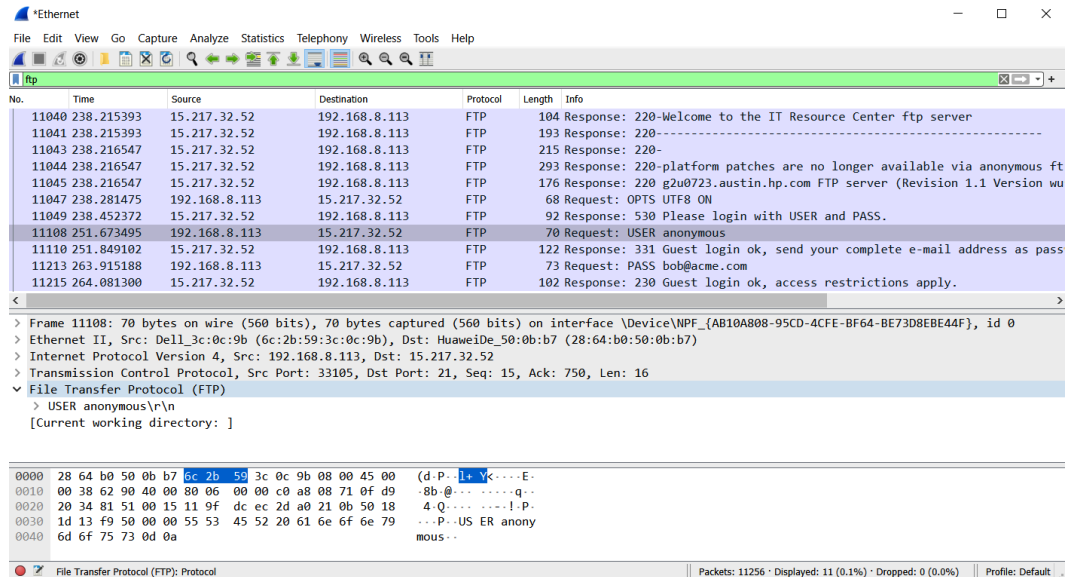 *Ethernet
File Edit View Go Capture Analyze Statistics Telephony Wireless Tools Help
ftp
No. Time Source Destination Protocol Length Info
11040 238.215393 15.217.32.52 192.168.8.113 FTP 104 Response: 220-Welcome to the IT Resource Center ftp server
11041 238.215393 15.217.32.52 192.168.8.113 FTP 193 Response: 220------------------------------------------------------
11043 238.216547 15.217.32.52 192.168.8.113 FTP 215 Response: 220-
11044 238.216547 15.217.32.52 192.168.8.113 FTP 293 Response: 220-platform patches are no longer available via anonymous ft
11045 238.216547 15.217.32.52 192.168.8.113 FTP 176 Response: 220 g2u0723.austin.hp.com FTP server (Revision 1.1 Version wu
11047 238.281475 192.168.8.113 15.217.32.52 FTP 68 Request: OPTS UTF8 ON
11049 238.452372 15.217.32.52 192.168.8.113 FTP 92 Response: 530 Please login with USER and PASS.
11108 251.673495 192.168.8.113 15.217.32.52 FTP 70 Request: USER anonymous
11110 251.849102 15.217.32.52 192.168.8.113 FTP 122 Response: 331 Guest login ok, send your complete e-mail address as pass
11213 263.915188 192.168.8.113 15.217.32.52 FTP 73 Request: PASS bob@acme.com
11215 264.081300 15.217.32.52 192.168.8.113 FTP 102 Response: 230 Guest login ok, access restrictions apply.
Frame 11108: 70 bytes on wire (560 bits), 70 bytes captured (560 bits) on interface \Device\NPF_{AB10A808-95CD-4CFE-BF64-BE73D8EBE44F}, id 0
Ethernet II, Src: Dell_3c:0c:9b (6c:2b:59:3c:0c:9b), Dst: HuaweiDe_50:0b:b7 (28:64:b0:50:0b:b7)
Internet Protocol Version 4, Src: 192.168.8.113, Dst: 15.217.32.52
Transmission Control Protocol, Src Port: 33105, Dst Port: 21, Seq: 15, Ack: 750, Len: 16
File Transfer Protocol (FTP)
USER anonymous\r\n
[Current working directory: ]
0000 28 64 b0 50 0b b7 6c 2b 59 3c 0c 9b 08 00 45 00 (d·P··l+ Y<····E·
0010 00 38 62 90 40 00 80 06 00 00 c0 a8 08 71 0f d9 ·8b·@··· ·····q··
0020 20 34 81 51 00 15 11 9f dc ec 2d a0 21 0b 50 18 4·Q···· ··-·!·P·
0030 1d 13 f9 50 00 00 55 53 45 52 20 61 6e 6f 6e 79 ···P··US ER anony
0040 6d 6f 75 73 0d 0a mous··
File Transfer Protocol (FTP): Protocol Packets: 11256 · Displayed: 11 (0.1%) · Dropped: 0 (0.0%) Profile: Default